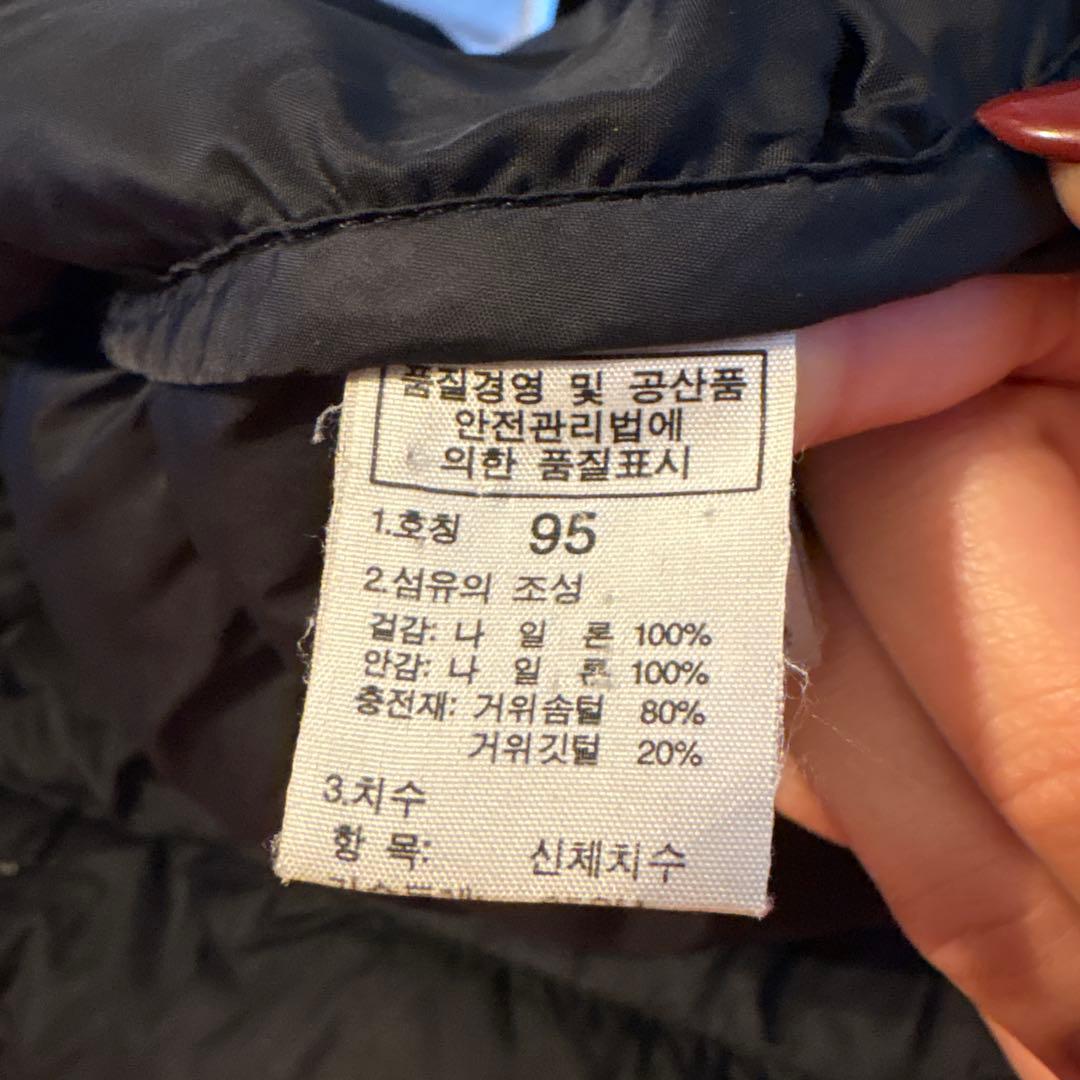 품질경영 및 공산품
안전관리법에
의한 품질표시
1.호칭 95
2.섬유의 조성
겉감: 나 일 론 100%
안감: 나 일 론 100%
충전재: 거위솜털 80%
거위깃털 20%
3.치수
항 목: 신체치수